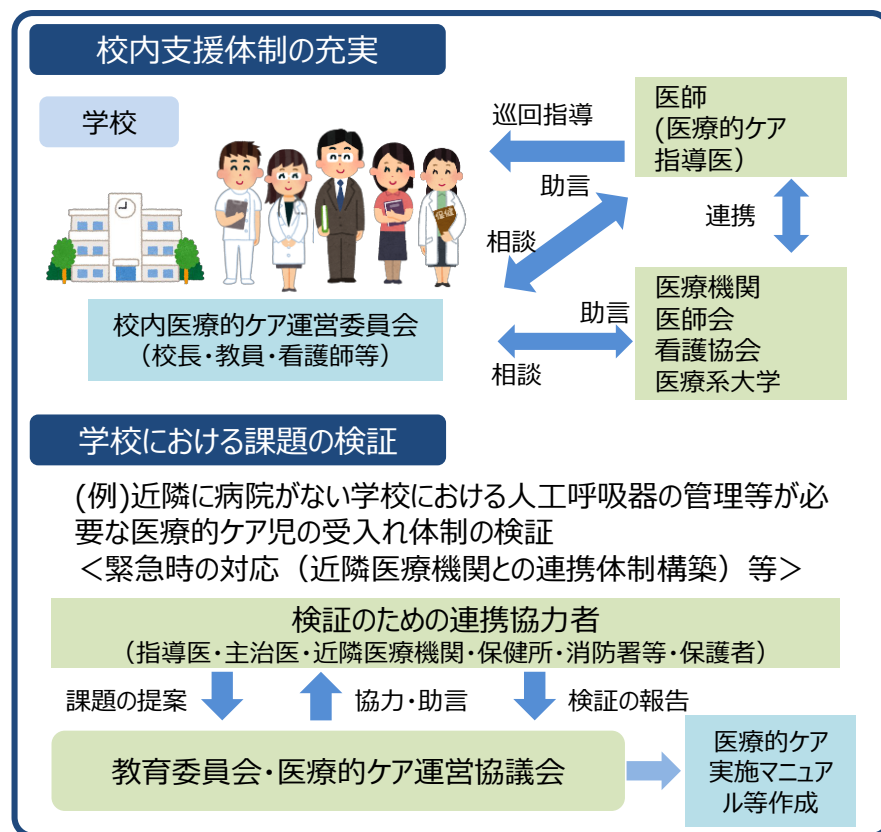 校内支援体制の充実
学校
巡回指導
医師
(医療的ケア
指導医)
助言
相談
連携
保健
校内医療的ケア運営委員会
(校長・教員・看護師等)
助言
相談
医療機関
医師会
看護協会
医療系大学
学校における課題の検証
(例)近隣に病院がない学校における人工呼吸器の管理等が必
要な医療的ケア児の受入れ体制の検証
<緊急時の対応(近隣医療機関との連携体制構築)等>
検証のための連携協力者
(指導医・主治医・近隣医療機関・保健所・消防署等・保護者)
課題の提案
協力・助言
検証の報告
教育委員会・医療的ケア運営協議会
医療的ケア
実施マニュア
ル等作成